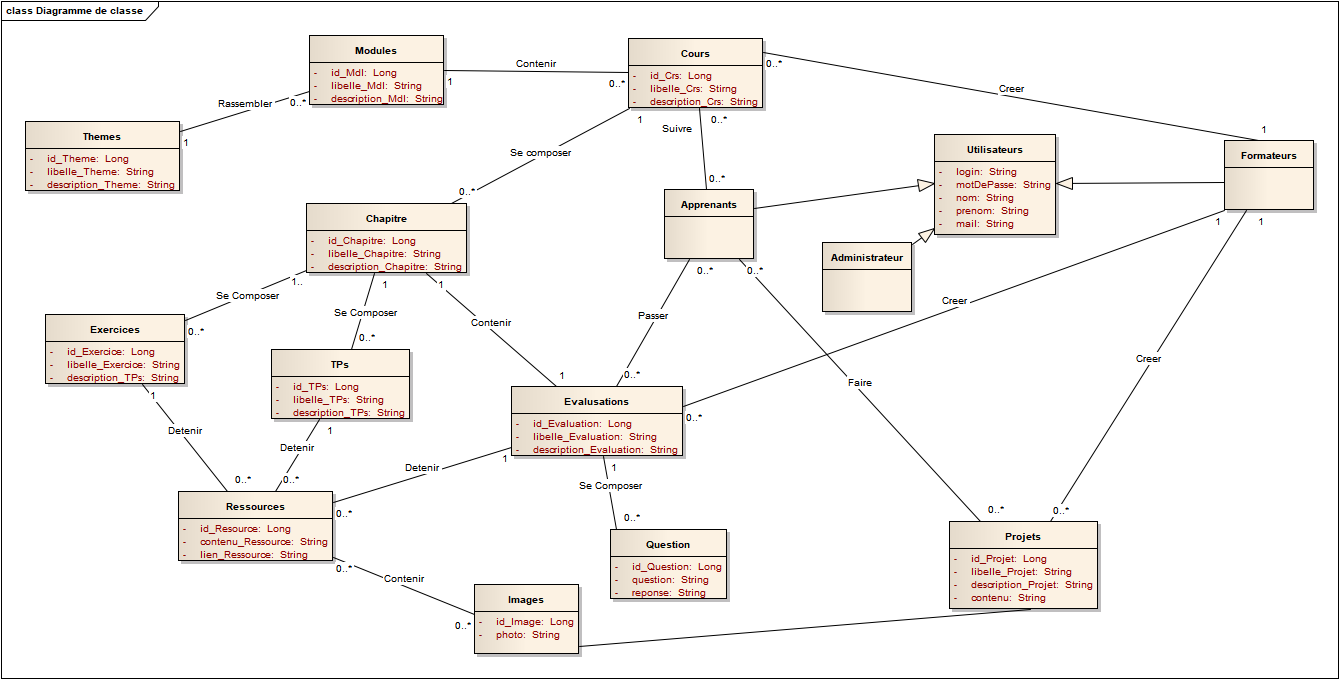 class Diagramme de classe
Modules
- id_Mdl: Long
- libelle_Mdl: String
- description_Mdl: String
Contenir
1
0..*
Cours
- id_Crs: Long
- libelle_Crs: Stirng
- description_Crs: String
0..*
Creer
1
Rassembler
0..*
1
Themes
- id_Theme: Long
- libelle_Theme: String
- description_Theme: String
1
Se composer
0..*
Suivre
0..*
0..*
Utilisateurs
- login: String
- motDePasse: String
- nom: String
- prenom: String
- mail: String
Formateurs
Apprenants
Administrateur
Chapitre
- id_Chapitre: Long
- libelle_Chapitre: String
- description_Chapitre: String
1..
Se Composer
0..*
1
Se Composer
0..*
1
Contenir
1
0..*
Passer
0..*
0..*
Faire
0..*
1
Creer
0..*
1
Creer
0..*
Exercices
- id_Exercice: Long
- libelle_Exercice: String
- description_TPs: String
TPs
- id_TPs: Long
- libelle_TPs: String
- description_TPs: String
Evalusations
- id_Evaluation: Long
- libelle_Evaluation: String
- description_Evaluation: String
1
Detenir
0..*
1
Detenir
0..*
1
Detenir
0..*
1
Se Composer
0..*
Ressources
- id_Resource: Long
- contenu_Ressource: String
- lien_Ressource: String
0..*
Contenir
0..*
Question
- id_Question: Long
- question: String
- reponse: String
Projets
- id_Projet: Long
- libelle_Projet: String
- description_Projet: String
- contenu: String
Images
- id_Image: Long
- photo: String